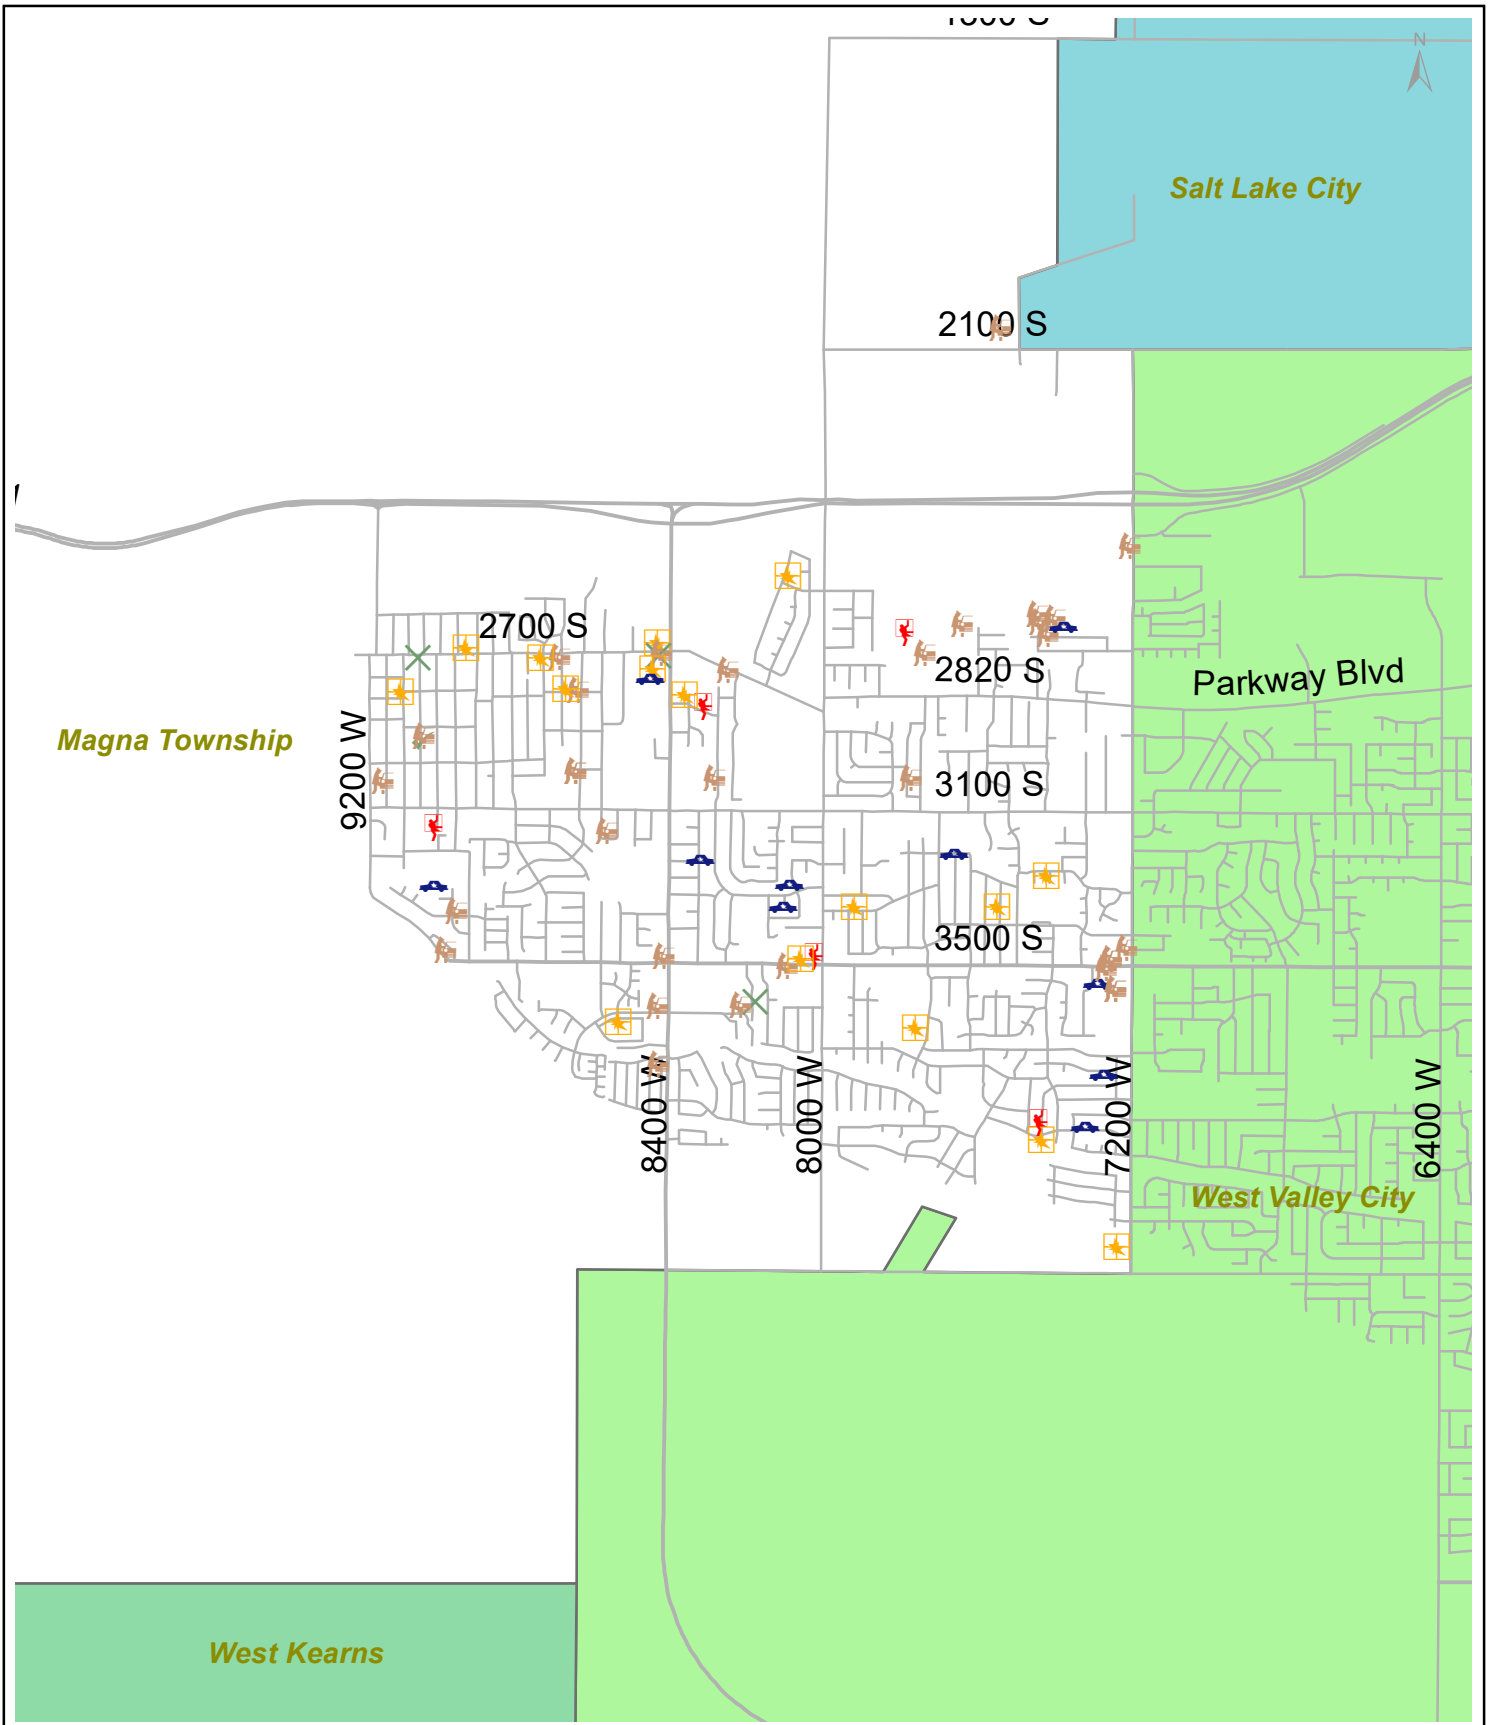 N
Salt Lake City
2100 S
2700 S
2820 S
Parkway Blvd
Magna Township
9200 W
3100 S
3500 S
8400 W
8000 W
7200 W
6400 W
West Valley City
West Kearns